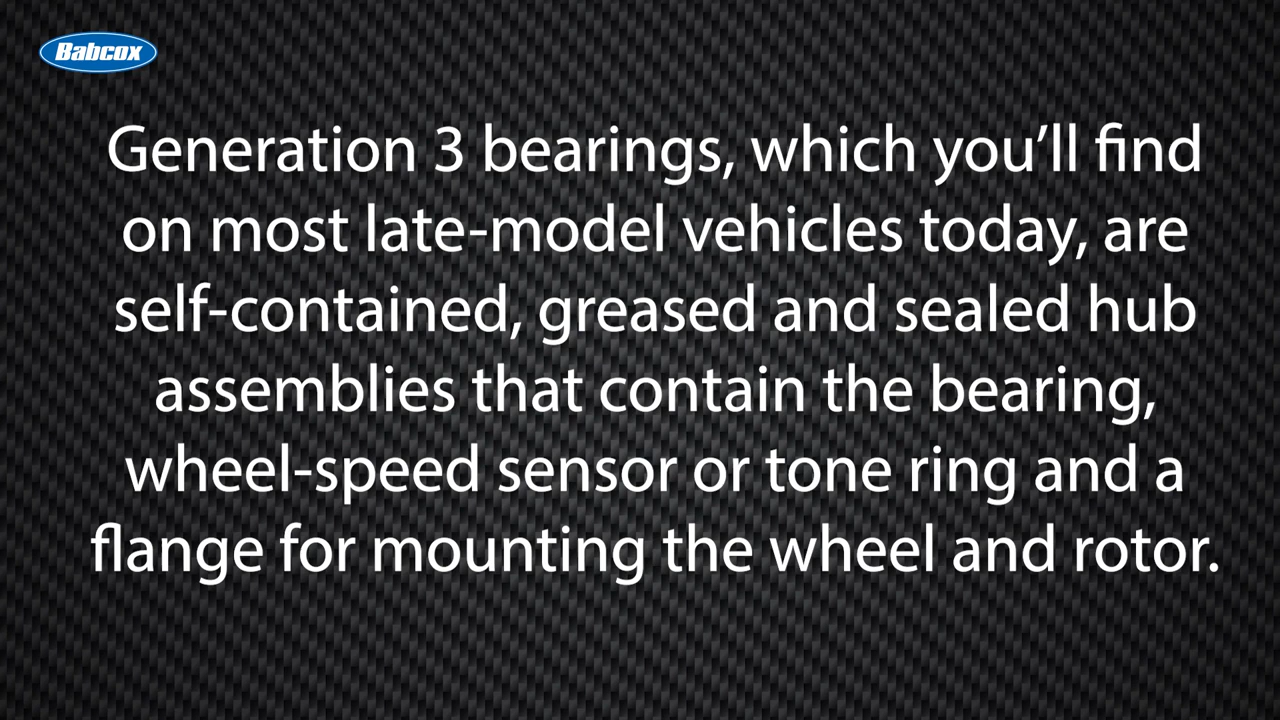 Babcox
Generation 3 bearings, which you’ll find
on most late-model vehicles today, are
self-contained, greased and sealed hub
assemblies that contain the bearing,
wheel-speed sensor or tone ring and a
flange for mounting the wheel and rotor.